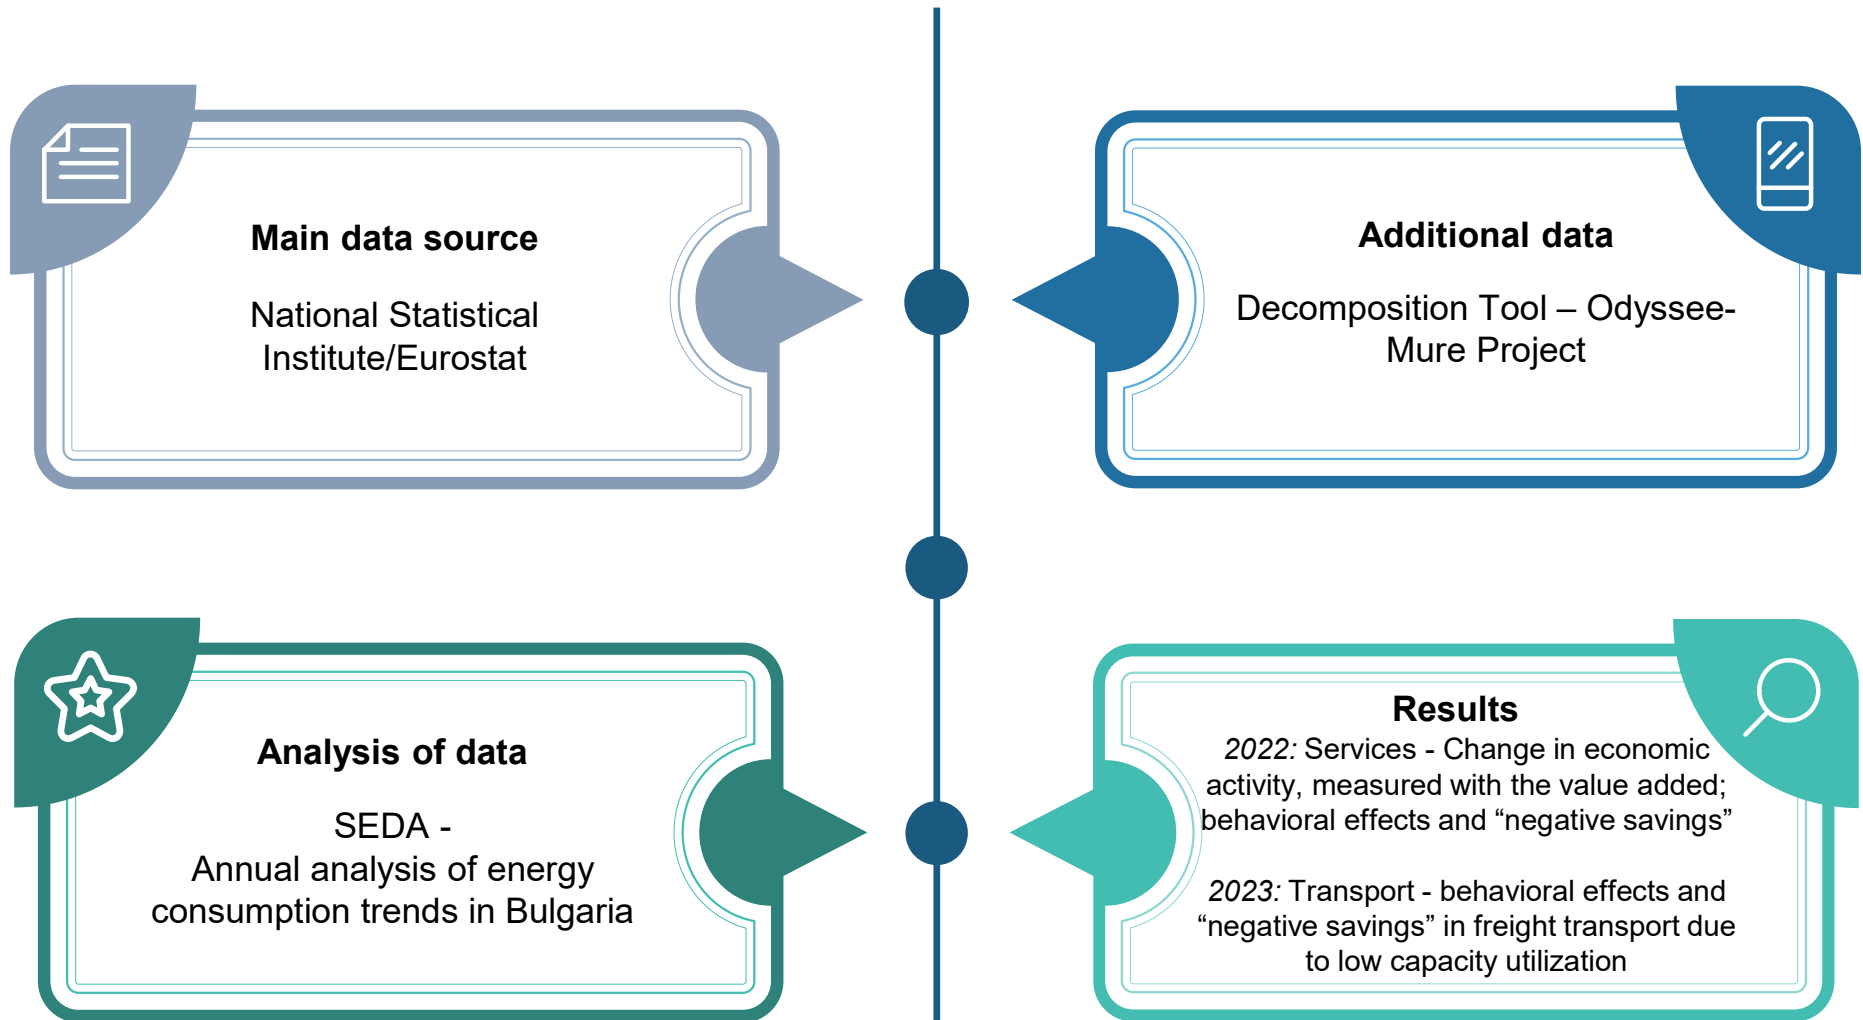 Main data source
National Statistical
Institute/Eurostat
Additional data
Decomposition Tool – Odyssee-
Mure Project
Analysis of data
SEDA -
Annual analysis of energy
consumption trends in Bulgaria
Results
2022: Services - Change in economic
activity, measured with the value added;
behavioral effects and “negative savings”
2023: Transport - behavioral effects and
“negative savings” in freight transport due
to low capacity utilization